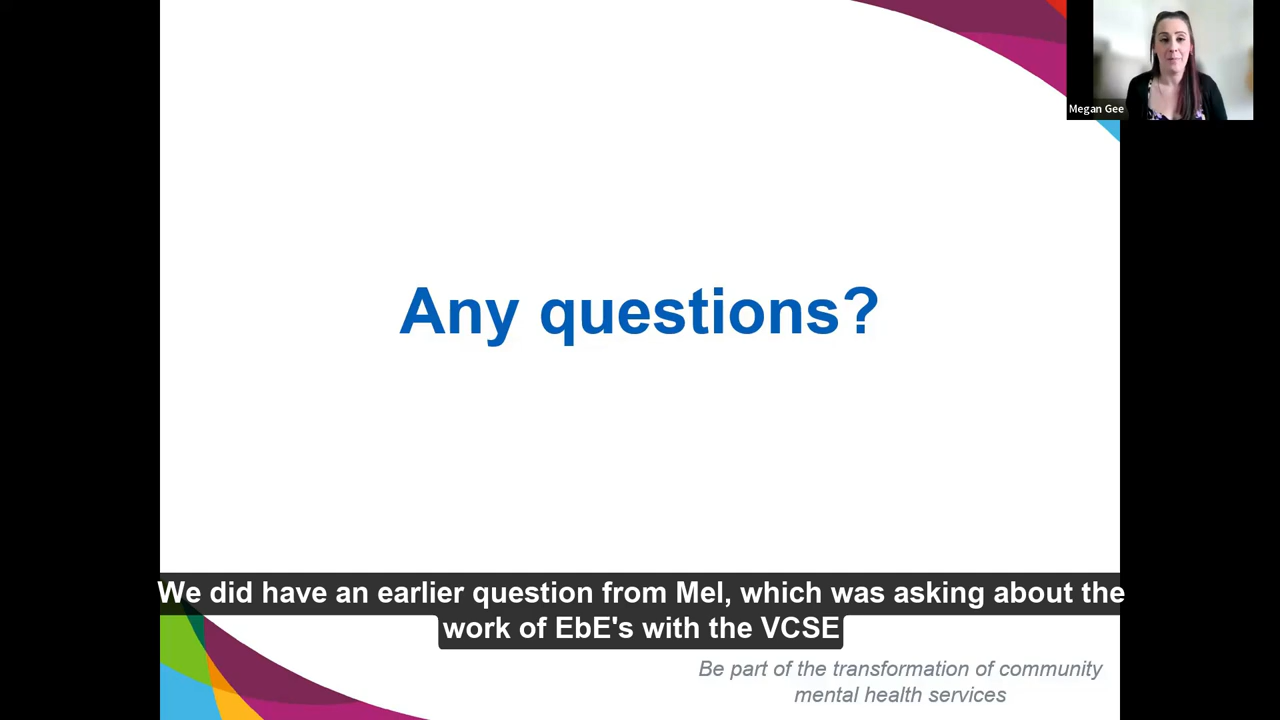 Megan Gee
Any questions?
We did have an earlier question from Mel, which was asking about the
work of EbE's with the VCSE
Be part of the transformation of community
mental health services